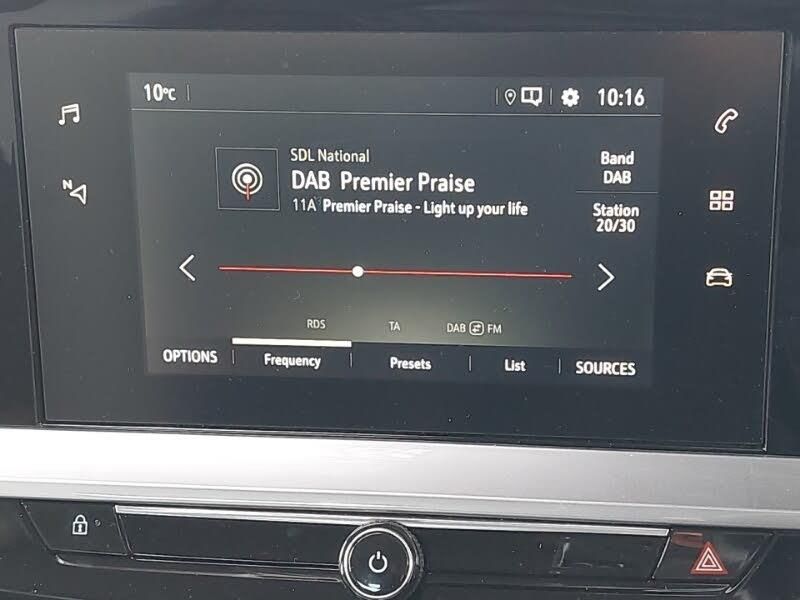 10°C 10:16
SDL National
DAB Premier Praise
11A Premier Praise - Light up your life
Band
DAB
Station
20/30
N
RDS TA DAB FM
OPTIONS Frequency Presets List SOURCES